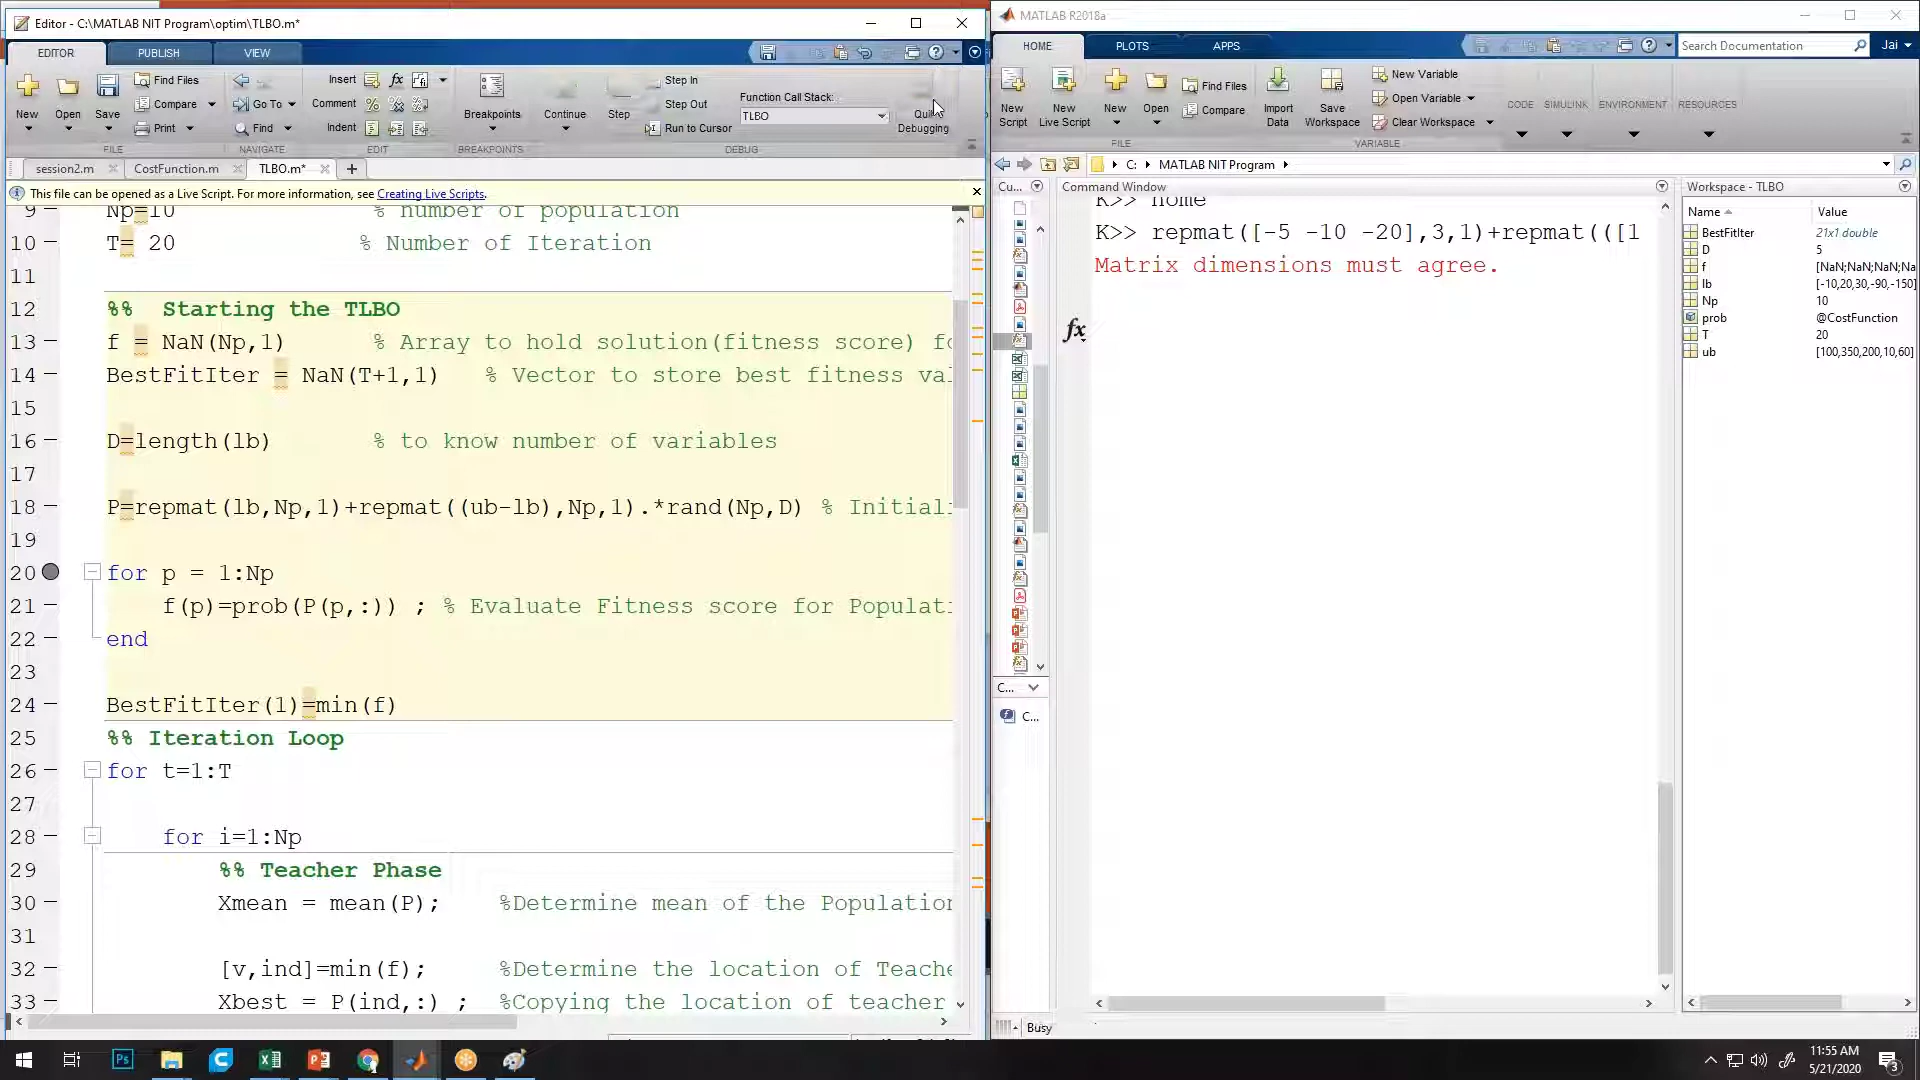 Editor - C:\MATLAB NIT Program\optim\TLBO.m*
EDITOR PUBLISH VIEW
New Open Save
Find Files
Compare
Print
FILE
Go To
Find
NAVIGATE
Insert fx
Comment
Indent
EDIT
Breakpoints
BREAKPOINTS
Continue Step
Step In
Step Out
Run to Cursor
Function Call Stack:
TLBO
Debugging
DEBUG
session2.m CostFunction.m TLBO.m*
This file can be opened as a Live Script. For more information, see Creating Live Scripts.
9 Np=10 % number of population
10 T= 20 % Number of Iteration
11
12 %% Starting the TLBO
13 f = NaN(Np,1) % Array to hold solution(fitness score)
14 BestFitIter = NaN(T+1,1) % Vector to store best fitness
15
16 D=length(lb) % to know number of variables
17
18 P=repmat(lb,Np,1)+repmat((ub-lb),Np,1).*rand(Np,D) %
19
20 for p = 1:Np
21 f(p)=prob(P(p,:)) ; % Evaluate Fitness score for
22 end
23
24 BestFitIter(1)=min(f)
25 %% Iteration Loop
26 for t=1:T
27
28 for i=1:Np
29 %% Teacher Phase
30 Xmean = mean(P); %Determine mean of the Population
31
32 [v,ind]=min(f); %Determine the location of
33 Xbest = P(ind,:) ; %Copying the location of teacher
MATLAB R2018a
HOME PLOTS APPS
Search Documentation
Jai
New Script
New Live Script
New
Open
Find Files
Compare
FILE
Import Data
Save Workspace
New Variable
Open Variable
Clear Workspace
VARIABLE
CODE SIMULINK ENVIRONMENT RESOURCES
C: MATLAB NIT Program
Cu...
Command Window
K>> home
K>> repmat([-5 -10 -20],3,1)+repmat(([1
Matrix dimensions must agree.
fx
C...
C...
Busy
Workspace - TLBO
Name Value
BestFitIter 21x1 double
D 5
f [NaN;NaN;NaN;Na
lb [-10,20,30,-90,-150]
Np 10
prob @CostFunction
T 20
ub [100,350,200,10,60]
Ps
11:55 AM
5/21/2020
3